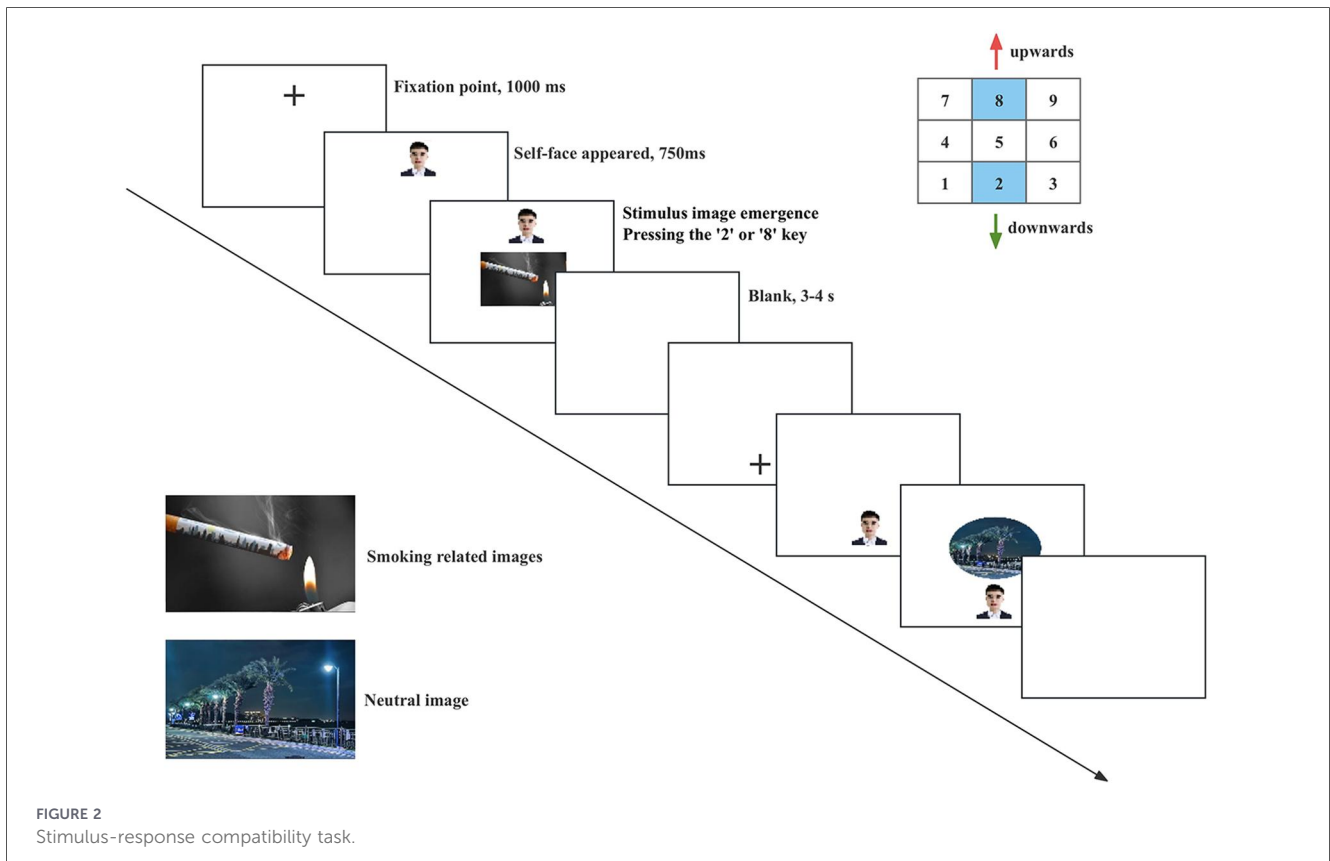 upwards
Fixation point, 1000 ms
7 8 9
4 5 6
1 2 3
Self-face appeared, 750ms
Stimulus image emergence
Pressing the '2' or '8' key
downwards
Blank, 3-4 s
Smoking related images
Neutral image
FIGURE 2
Stimulus-response compatibility task.